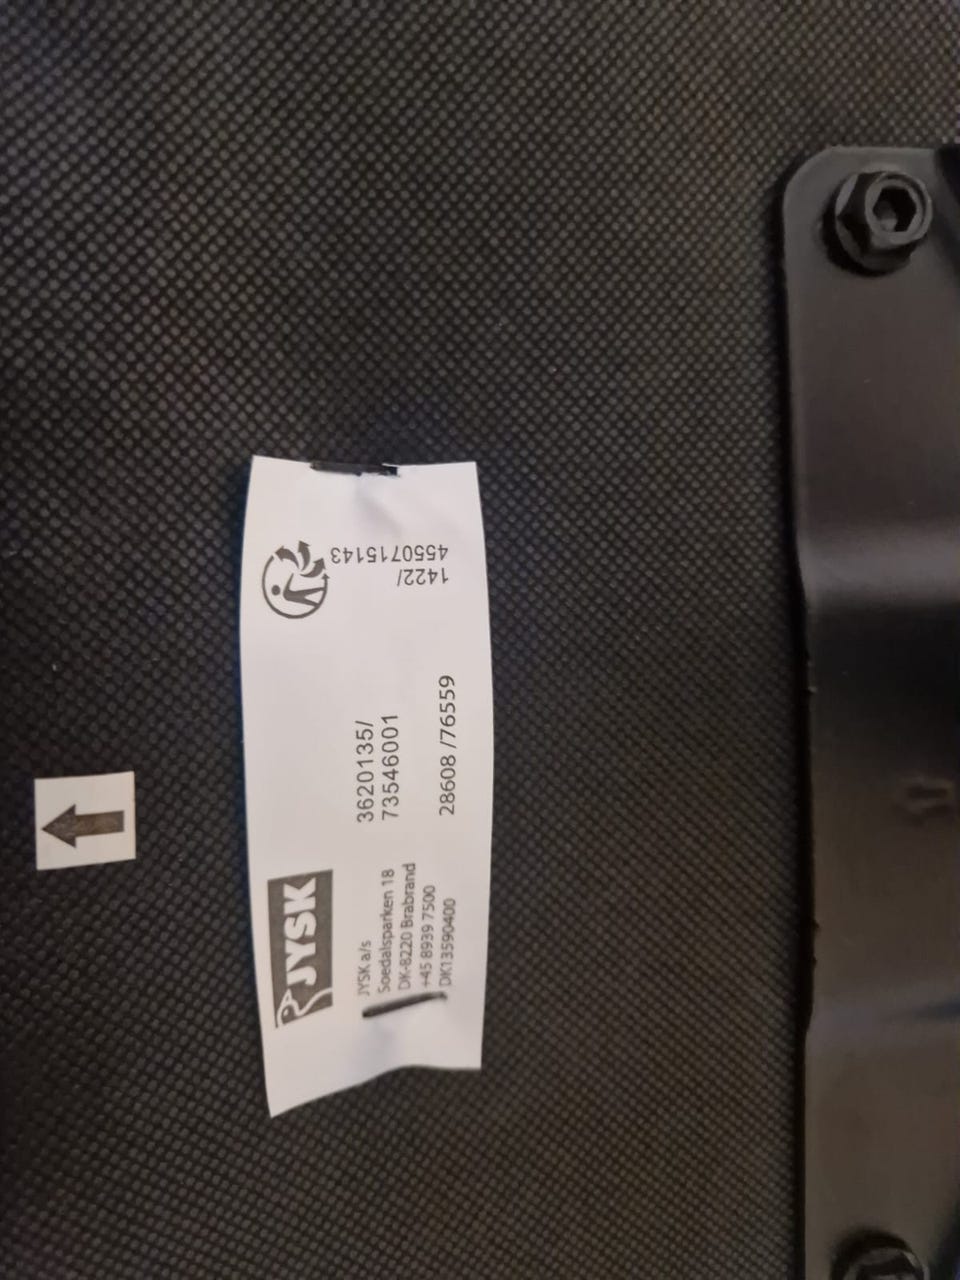 JYSK
JYSK a/s
Soedalsparken 18
DK-8220 Brabrand
+45 8939 7500
DK13590400
3620135/
73546001
28608 /76559
1422/
4550715143